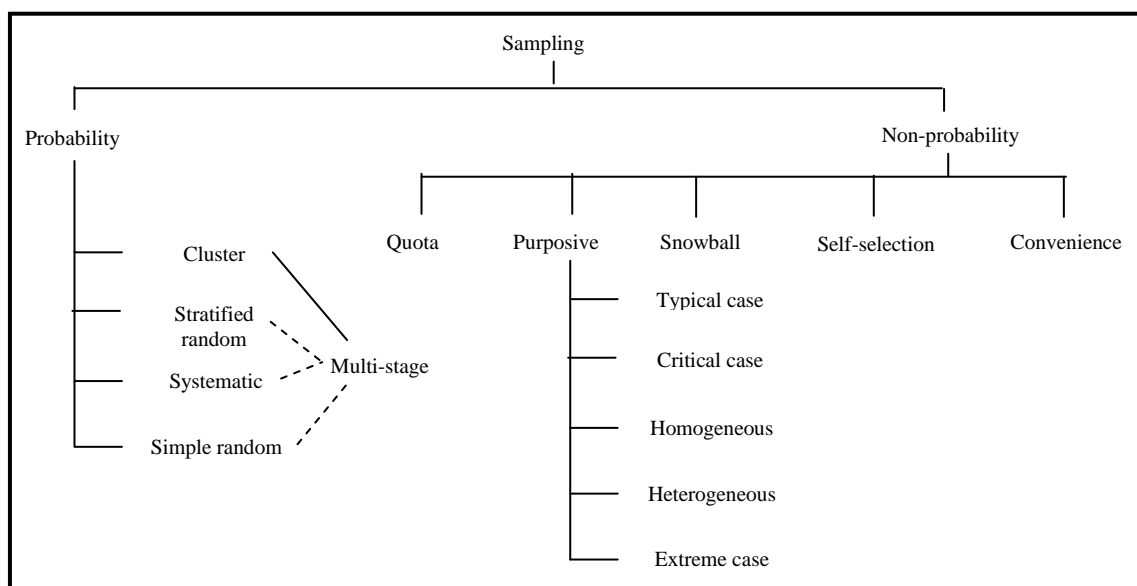 Sampling
Probability
Non-probability
Quota
Purposive
Snowball
Self-selection
Convenience
Cluster
Stratified
random
Systematic
Simple random
Multi-stage
Typical case
Critical case
Homogeneous
Heterogeneous
Extreme case